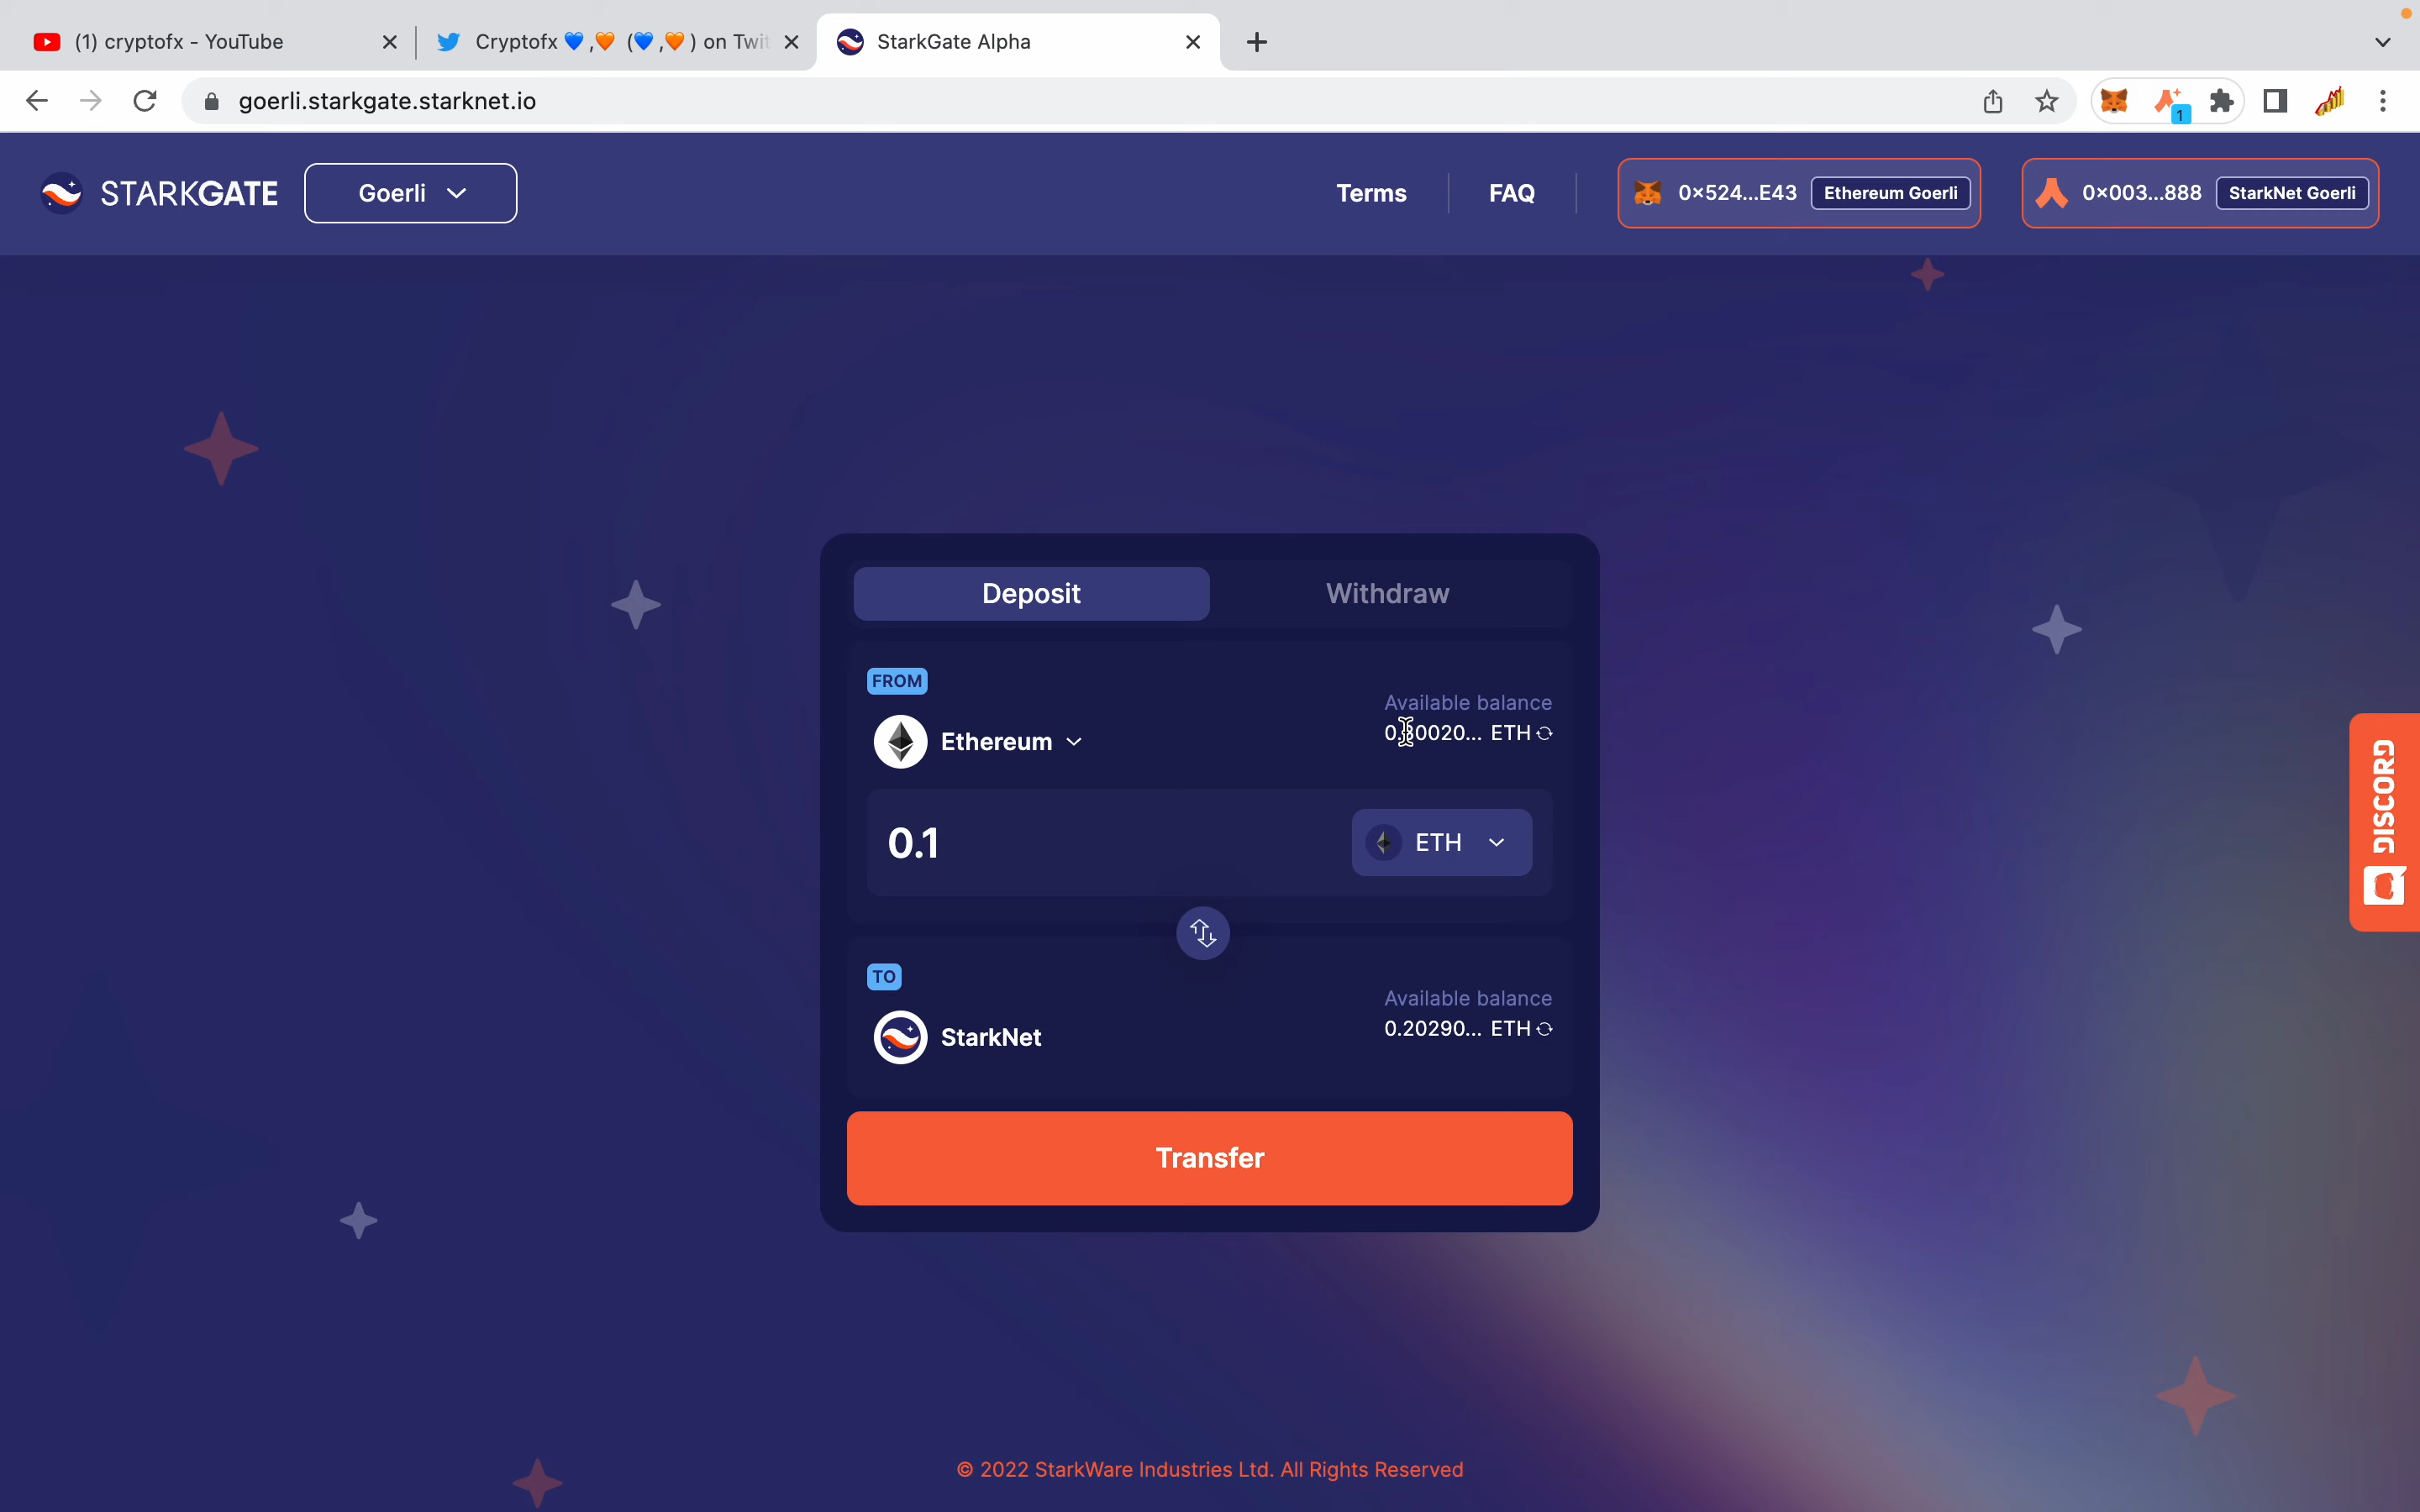 (1) cryptofx - YouTube
Cryptofx 💙,🧡 (💙,🧡) on Twit
StarkGate Alpha
goerli.starkgate.starknet.io
1
STARKGATE
Goerli
Terms
FAQ
0x524...E43 Ethereum Goerli
0x003...888 StarkNet Goerli
Deposit
Withdraw
FROM
Available balance
Ethereum
ETH
0.1
ETH
TO
Available balance
StarkNet
0.20290... ETH
Transfer
DISCORD
© 2022 StarkWare Industries Ltd. All Rights Reserved